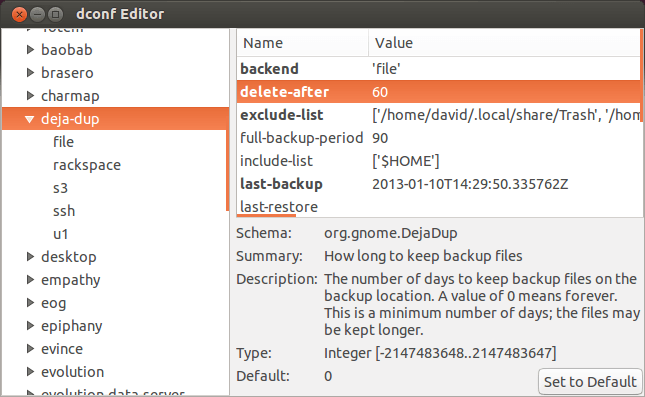 dconf Editor
Totem
baobab
brasero
charmap
deja-dup
file
rackspace
s3
ssh
u1
desktop
empathy
eog
epiphany
evince
evolution
evolution data server
Name Value
backend 'file'
delete-after 60
exclude-list ['/home/david/.local/share/Trash', '/hom
full-backup-period 90
include-list ['$HOME']
last-backup 2013-01-10T14:29:50.335762Z
last-restore
Schema: org.gnome.DejaDup
Summary: How long to keep backup files
Description: The number of days to keep backup files on the
backup location. A value of 0 means forever.
This is a minimum number of days; the files may
be kept longer.
Type: Integer [-2147483648..2147483647]
Default: 0
Set to Default